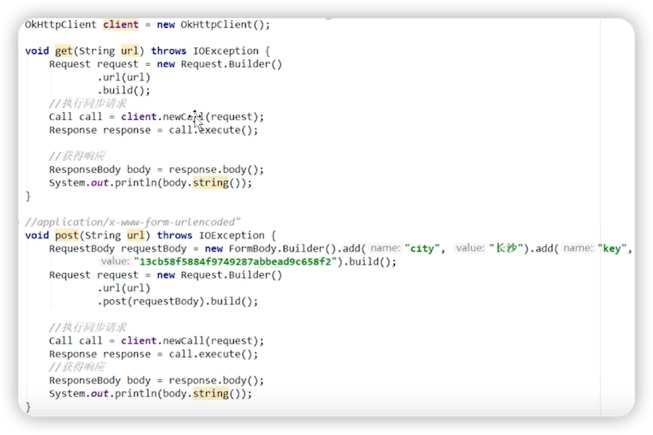 OkHttpClient client = new OkHttpClient();
void get(String url) throws IOException {
Request request = new Request.Builder()
.url(url)
.build();
//执行同步请求
Call call = client.newCall(request);
Response response = call.execute();
//获得响应
ResponseBody body = response.body();
System.out.println(body.string());
}
//application/x-www-form-urlencoded"
void post(String url) throws IOException {
RequestBody requestBody = new FormBody.Builder().add( name: "city", value: "长沙").add( name: "key",
value: "13cb58f5884f9749287abbead9c658f2").build();
Request request = new Request.Builder()
.url(url)
.post(requestBody).build();
//执行同步请求
Call call = client.newCall(request);
Response response = call.execute();
//获得响应
ResponseBody body = response.body();
System.out.println(body.string());
}